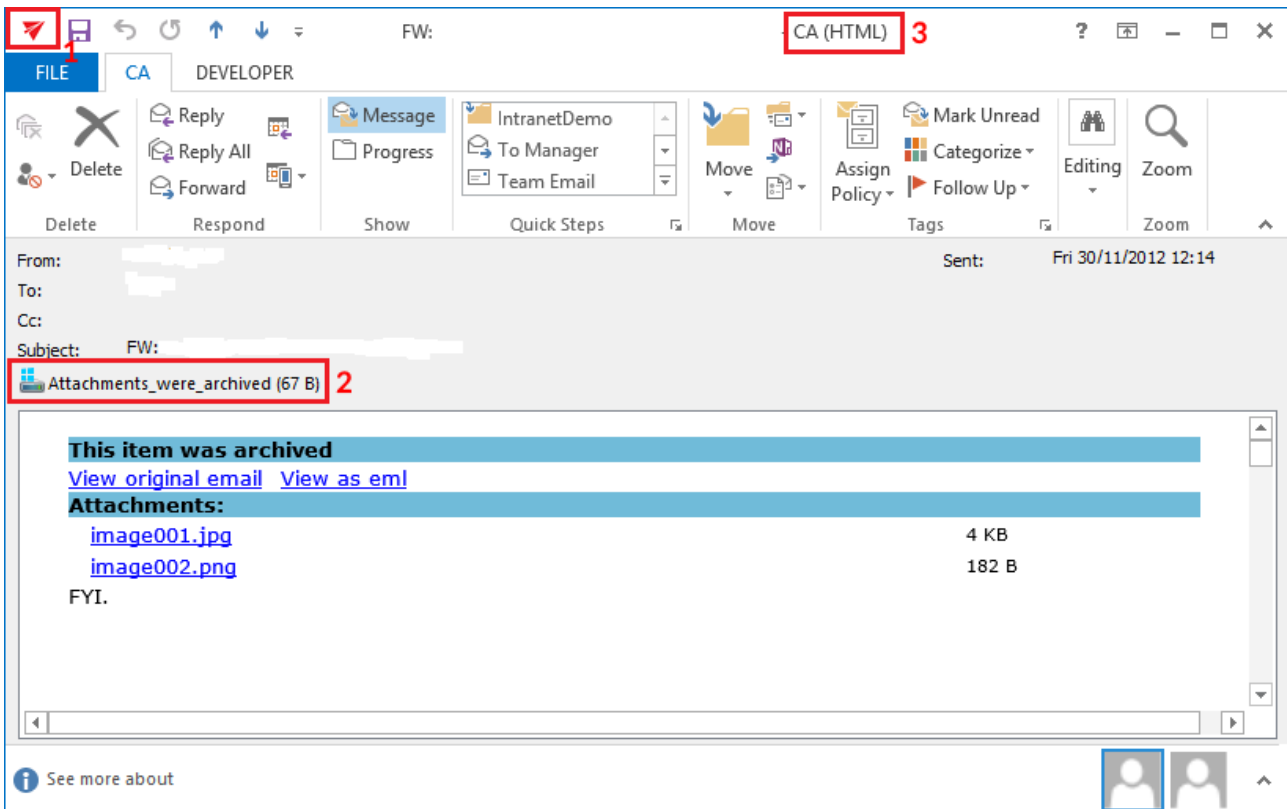 FW: - CA (HTML) 3 ?
1
FILE CA DEVELOPER
Reply Message IntranetDemo Mark Unread
Delete Reply All Progress To Manager Move Assign Policy Categorize Editing Zoom
Forward Team Email Follow Up
Delete Respond Show Quick Steps Move Tags Zoom
From: Sent: Fri 30/11/2012 12:14
To:
Cc:
Subject: FW:
Attachments_were_archived (67 B) 2
This item was archived
View original email View as eml
Attachments:
image001.jpg 4 KB
image002.png 182 B
FYI.
See more about